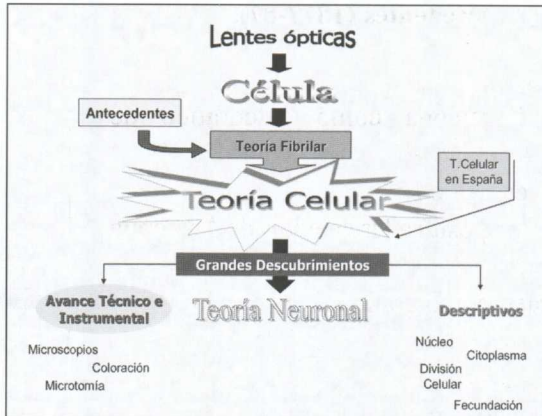 Lentes ópticas
Célula
Antecedentes
Teoría Fibrilar
T.Celular
en España
Teoría Celular
Grandes Descubrimientos
Avance Técnico e
Instrumental
Teoría Neuronal
Descriptivos
Microscopios
Coloración
Microtomía
Núcleo
Citoplasma
División
Celular
Fecundación